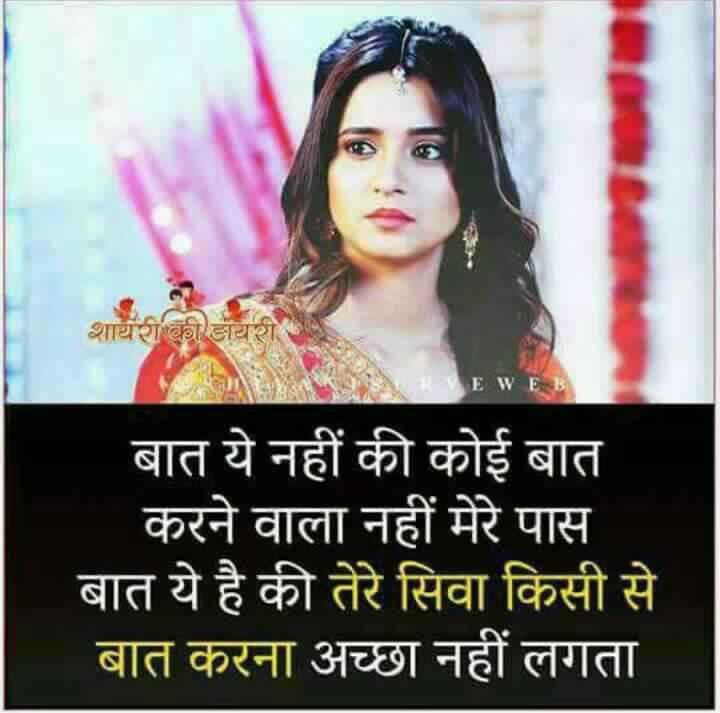 शायरी की डायरी
बात ये नहीं की कोई बात
करने वाला नहीं मेरे पास
बात ये है की तेरे सिवा किसी से
बात करना अच्छा नहीं लगता